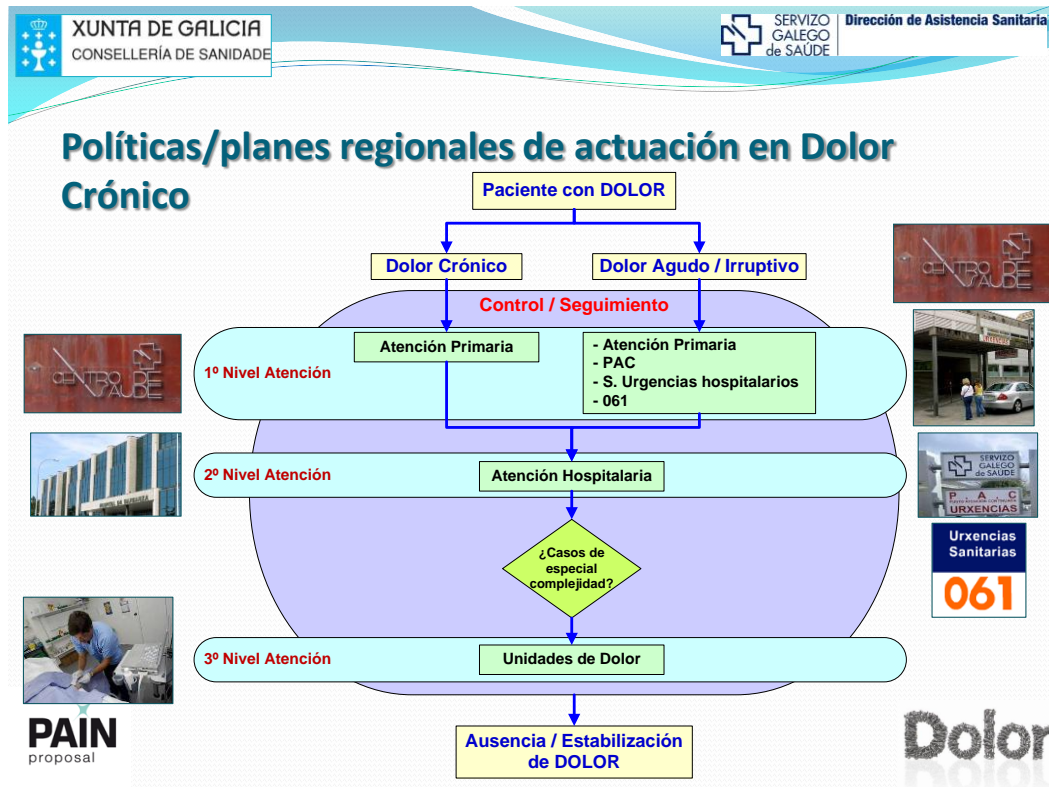 XUNTA DE GALICIA
CONSELLERÍA DE SANIDADE
SERVIZO
GALEGO
de SAÚDE
Dirección de Asistencia Sanitaria
Políticas/planes regionales de actuación en Dolor
Crónico
Paciente con DOLOR
Dolor Crónico
Dolor Agudo / Irruptivo
Control / Seguimiento
1º Nivel Atención
Atención Primaria
- Atención Primaria
- PAC
- S. Urgencias hospitalarios
- 061
2º Nivel Atención
Atención Hospitalaria
¿Casos de
especial
complejidad?
3º Nivel Atención
Unidades de Dolor
Ausencia / Estabilización
de DOLOR
CENTRO DE
SAUDE
CENTRO DE
SAUDE
SERVIZO
GALEGO
de SAÚDE
P.A.C
URXENCIAS
Urxencias
Sanitarias
061
PAIN
proposal
Dolor